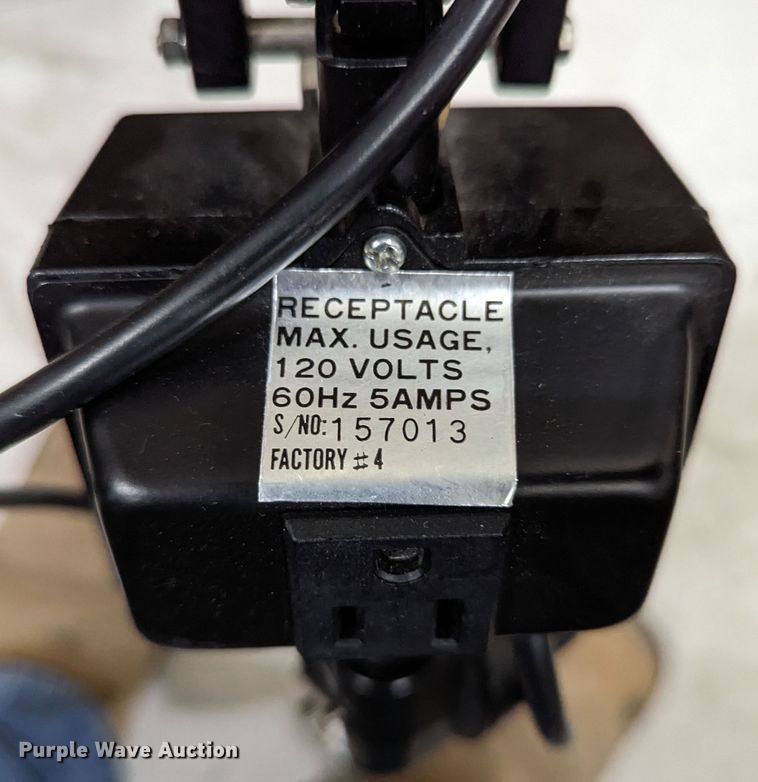 RECEPTACLE
MAX. USAGE,
120 VOLTS
60Hz 5AMPS
S/NO: 157013
FACTORY #4
Purple Wave Auction